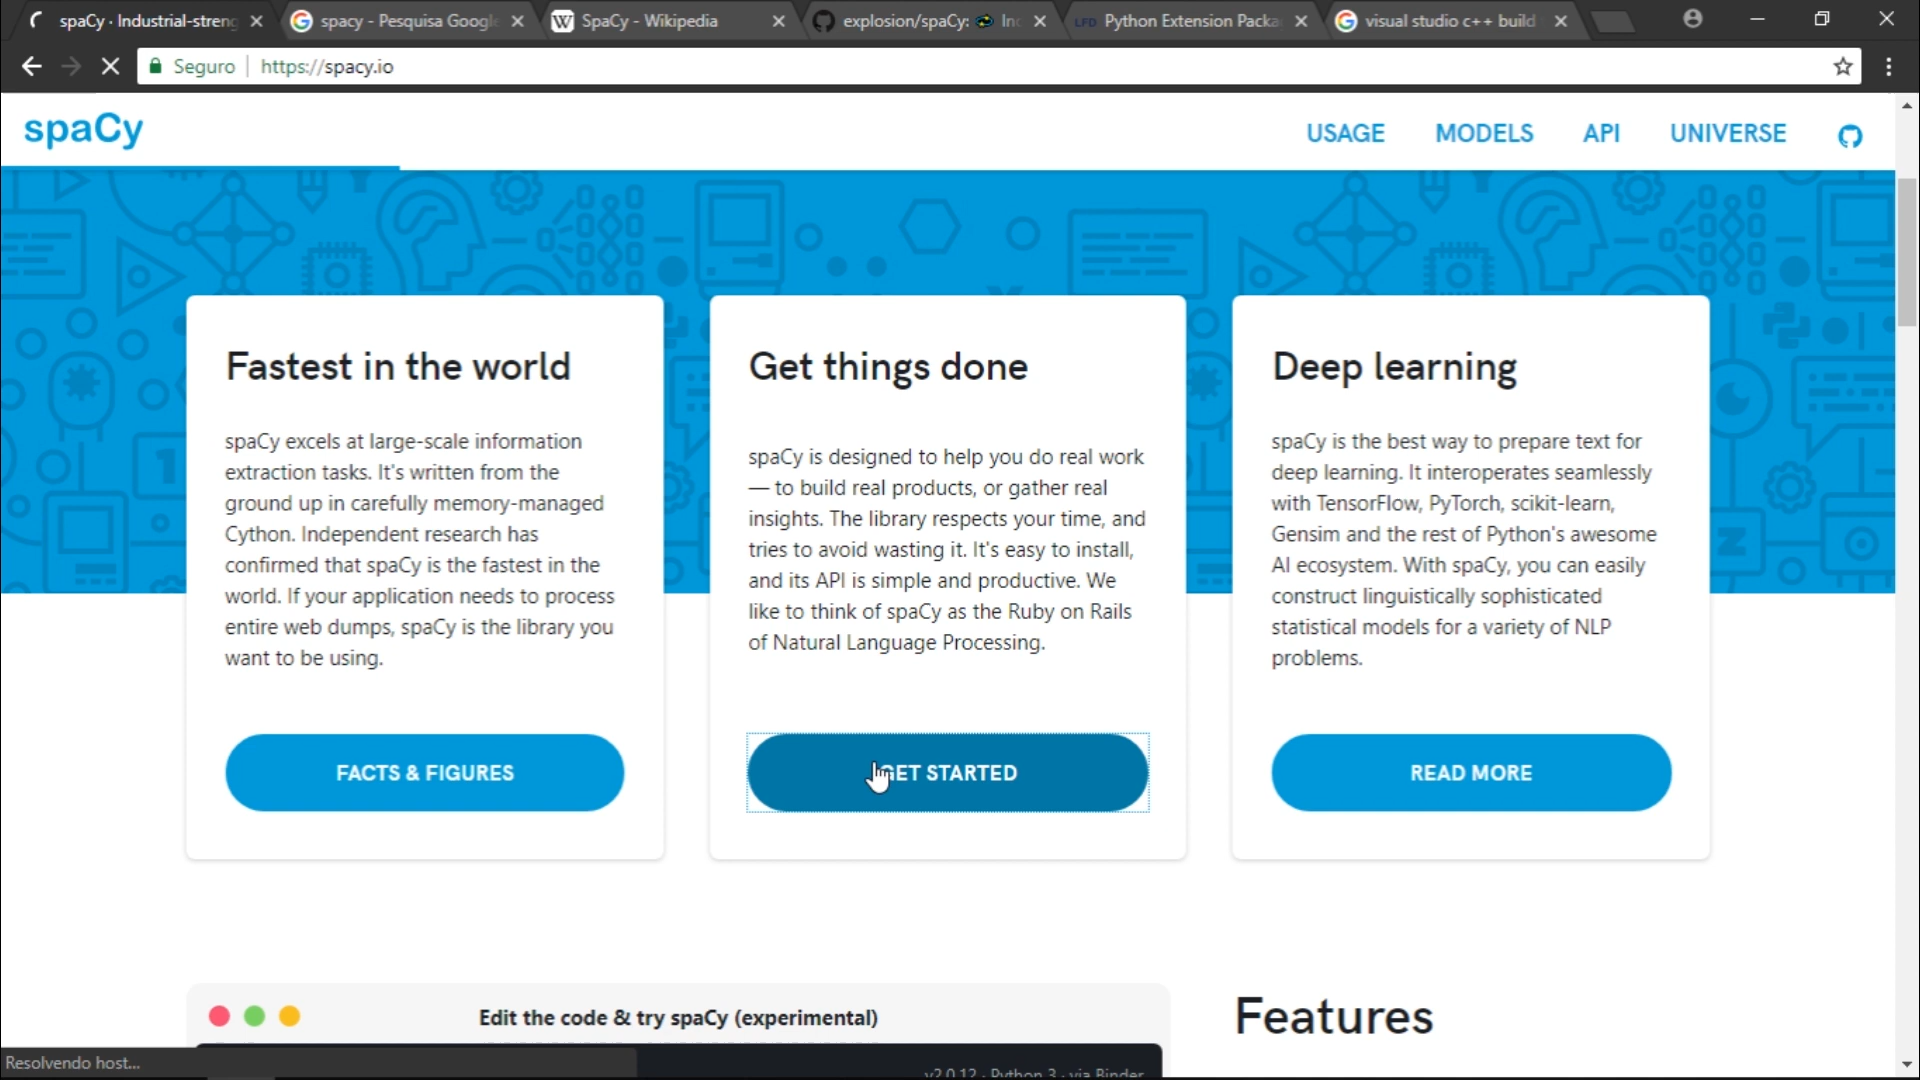 spaCy · Industrial-streng
spacy - Pesquisa Google
SpaCy - Wikipedia
explosion/spaCy: In
Python Extension Packa
visual studio c++ build
Seguro
https://spacy.io
spaCy
USAGE
MODELS
API
UNIVERSE
Fastest in the world
spaCy excels at large-scale information
extraction tasks. It's written from the
ground up in carefully memory-managed
Cython. Independent research has
confirmed that spaCy is the fastest in the
world. If your application needs to process
entire web dumps, spaCy is the library you
want to be using.
FACTS & FIGURES
Get things done
spaCy is designed to help you do real work
— to build real products, or gather real
insights. The library respects your time, and
tries to avoid wasting it. It's easy to install,
and its API is simple and productive. We
like to think of spaCy as the Ruby on Rails
of Natural Language Processing.
GET STARTED
Deep learning
spaCy is the best way to prepare text for
deep learning. It interoperates seamlessly
with TensorFlow, PyTorch, scikit-learn,
Gensim and the rest of Python's awesome
AI ecosystem. With spaCy, you can easily
construct linguistically sophisticated
statistical models for a variety of NLP
problems.
READ MORE
Edit the code & try spaCy (experimental)
v2.0.12 · Python 3 · via Binder
Features
Resolvendo host...